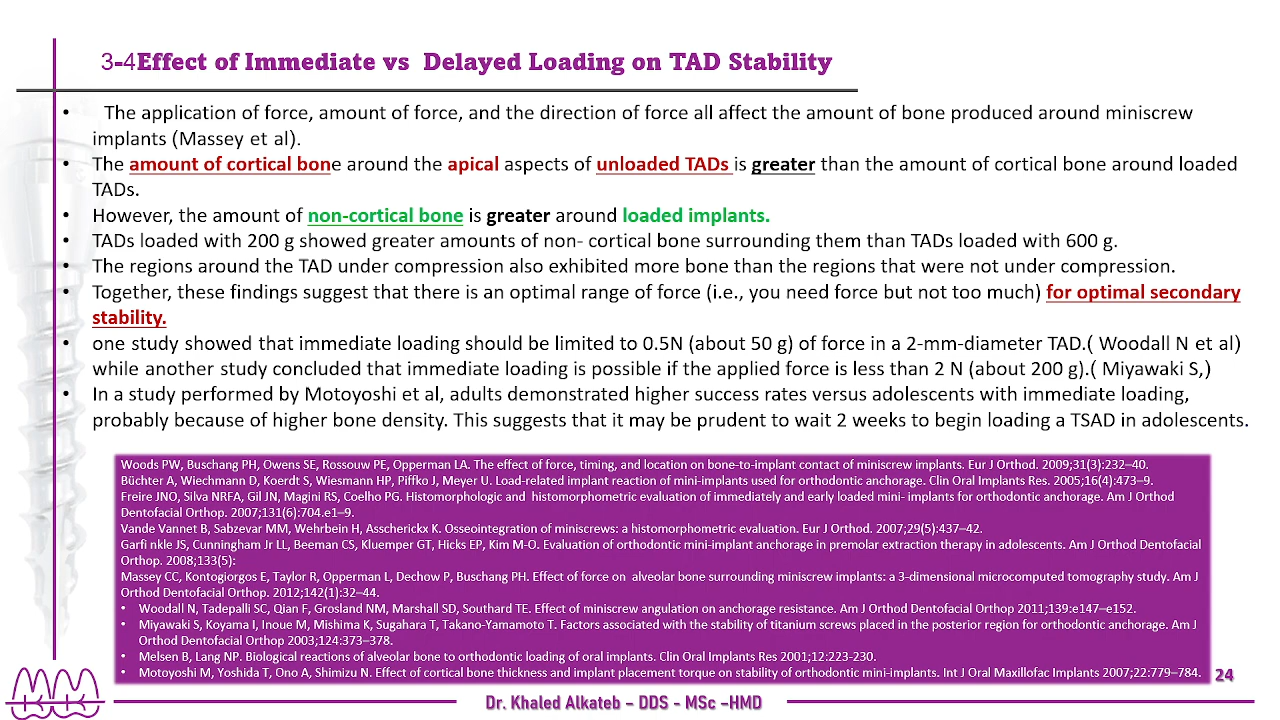 3-4Effect of Immediate vs Delayed Loading on TAD Stability
• The application of force, amount of force, and the direction of force all affect the amount of bone produced around miniscrew
implants (Massey et al).
• The amount of cortical bone around the apical aspects of unloaded TADs is greater than the amount of cortical bone around loaded
TADs.
• However, the amount of non-cortical bone is greater around loaded implants.
• TADs loaded with 200 g showed greater amounts of non- cortical bone surrounding them than TADs loaded with 600 g.
• The regions around the TAD under compression also exhibited more bone than the regions that were not under compression.
• Together, these findings suggest that there is an optimal range of force (i.e., you need force but not too much) for optimal secondary
stability.
• one study showed that immediate loading should be limited to 0.5N (about 50 g) of force in a 2-mm-diameter TAD.( Woodall N et al)
while another study concluded that immediate loading is possible if the applied force is less than 2 N (about 200 g).( Miyawaki S,)
• In a study performed by Motoyoshi et al, adults demonstrated higher success rates versus adolescents with immediate loading,
probably because of higher bone density. This suggests that it may be prudent to wait 2 weeks to begin loading a TSAD in adolescents.
Woods PW, Buschang PH, Owens SE, Rossouw PE, Opperman LA. The effect of force, timing, and location on bone-to-implant contact of miniscrew implants. Eur J Orthod. 2009;31(3):232–40.
Büchter A, Wiechmann D, Koerdt S, Wiesmann HP, Piffko J, Meyer U. Load-related implant reaction of mini-implants used for orthodontic anchorage. Clin Oral Implants Res. 2005;16(4):473–9.
Freire JNO, Silva NRFA, Gil JN, Magini RS, Coelho PG. Histomorphologic and histomorphometric evaluation of immediately and early loaded mini- implants for orthodontic anchorage. Am J Orthod
Dentofacial Orthop. 2007;131(6):704.e1–9.
Vande Vannet B, Sabzevar MM, Wehrbein H, Asscherickx K. Osseointegration of miniscrews: a histomorphometric evaluation. Eur J Orthod. 2007;29(5):437–42.
Garfi nkle JS, Cunningham Jr LL, Beeman CS, Kluemper GT, Hicks EP, Kim M-O. Evaluation of orthodontic mini-implant anchorage in premolar extraction therapy in adolescents. Am J Orthod Dentofacial
Orthop. 2008;133(5):
Massey CC, Kontogiorgos E, Taylor R, Opperman L, Dechow P, Buschang PH. Effect of force on alveolar bone surrounding miniscrew implants: a 3-dimensional microcomputed tomography study. Am J
Orthod Dentofacial Orthop. 2012;142(1):32–44.
• Woodall N, Tadepalli SC, Qian F, Grosland NM, Marshall SD, Southard TE. Effect of miniscrew angulation on anchorage resistance. Am J Orthod Dentofacial Orthop 2011;139:e147–e152.
• Miyawaki S, Koyama I, Inoue M, Mishima K, Sugahara T, Takano-Yamamoto T. Factors associated with the stability of titanium screws placed in the posterior region for orthodontic anchorage. Am J
Orthod Dentofacial Orthop 2003;124:373–378.
• Melsen B, Lang NP. Biological reactions of alveolar bone to orthodontic loading of oral implants. Clin Oral Implants Res 2001;12:223-230.
• Motoyoshi M, Yoshida T, Ono A, Shimizu N. Effect of cortical bone thickness and implant placement torque on stability of orthodontic mini-implants. Int J Oral Maxillofac Implants 2007;22:779–784.
24
Dr. Khaled Alkateb – DDS - MSc –HMD